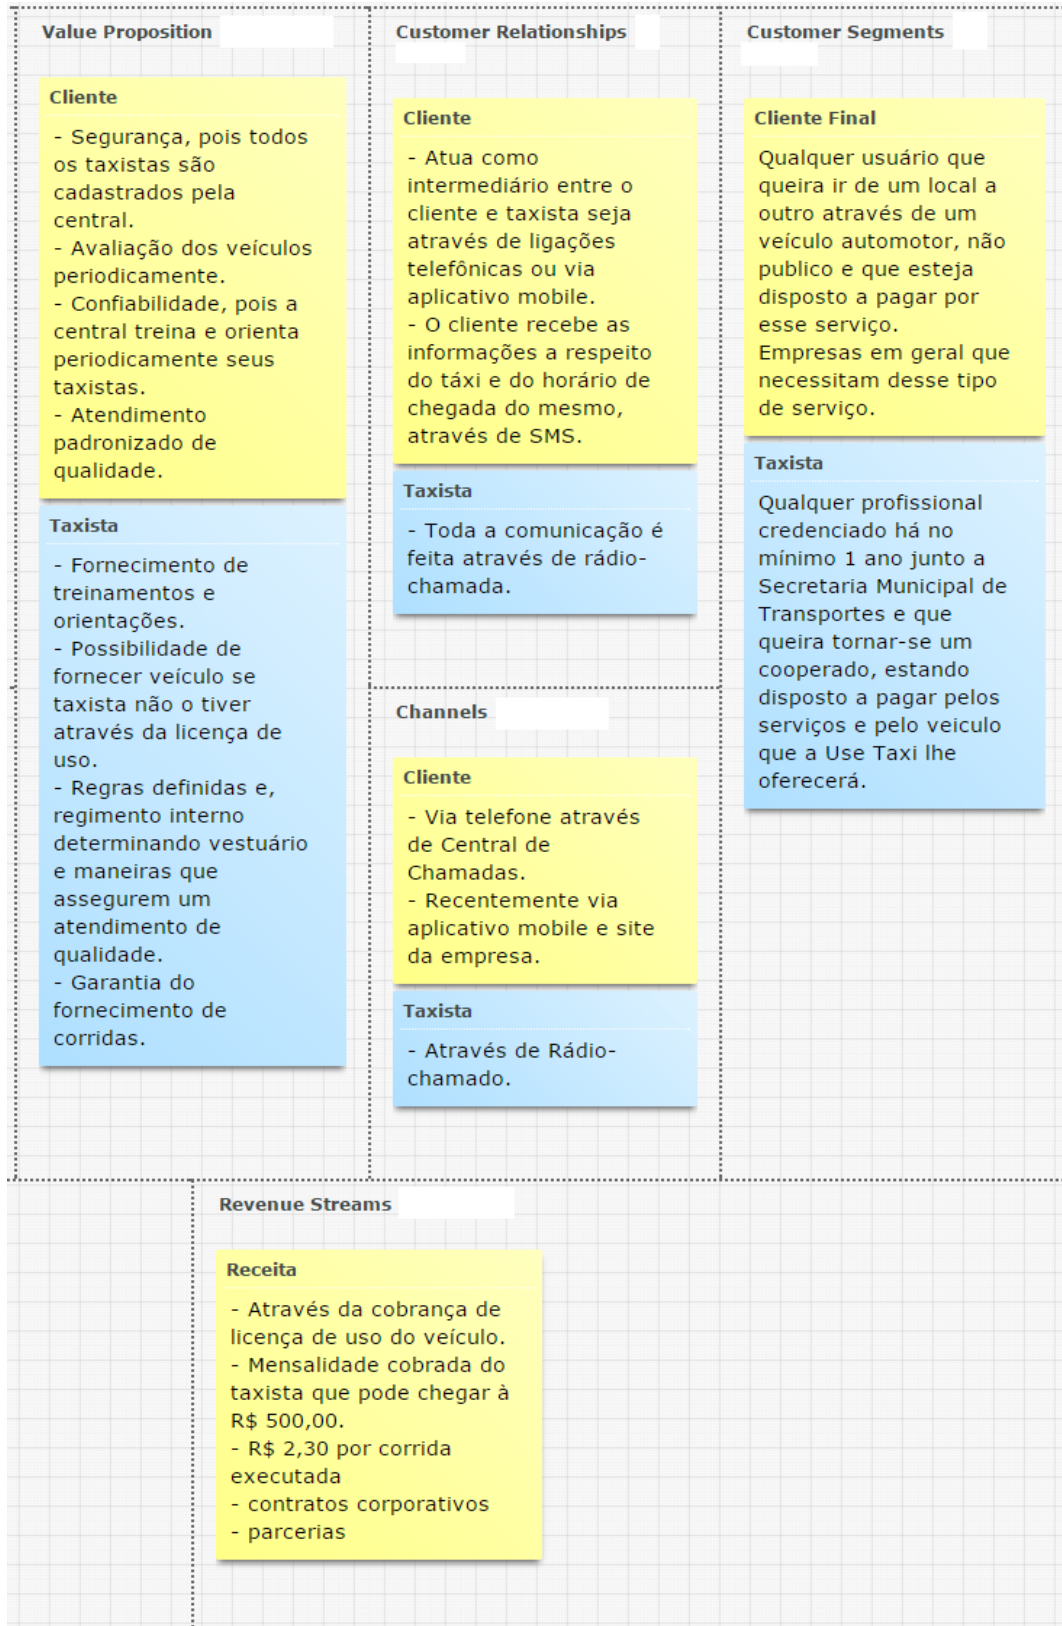 Value Proposition
Cliente
- Segurança, pois todos
os taxistas são
cadastrados pela
central.
- Avaliação dos veículos
periodicamente.
- Confiabilidade, pois a
central treina e orienta
periodicamente seus
taxistas.
- Atendimento
padronizado de
qualidade.
Taxista
- Fornecimento de
treinamentos e
orientações.
- Possibilidade de
fornecer veículo se
taxista não o tiver
através da licença de
uso.
- Regras definidas e,
regimento interno
determinando vestuário
e maneiras que
assegurem um
atendimento de
qualidade.
- Garantia do
fornecimento de
corridas.
Customer Relationships
Cliente
- Atua como
intermediário entre o
cliente e taxista seja
através de ligações
telefônicas ou via
aplicativo mobile.
- O cliente recebe as
informações a respeito
do táxi e do horário de
chegada do mesmo,
através de SMS.
Taxista
- Toda a comunicação é
feita através de rádio-
chamada.
Channels
Cliente
- Via telefone através
de Central de
Chamadas.
- Recentemente via
aplicativo mobile e site
da empresa.
Taxista
- Através de Rádio-
chamado.
Customer Segments
Cliente Final
Qualquer usuário que
queira ir de um local a
outro através de um
veículo automotor, não
publico e que esteja
disposto a pagar por
esse serviço.
Empresas em geral que
necessitam desse tipo
de serviço.
Taxista
Qualquer profissional
credenciado há no
mínimo 1 ano junto a
Secretaria Municipal de
Transportes e que
queira tornar-se um
cooperado, estando
disposto a pagar pelos
serviços e pelo veiculo
que a Use Taxi lhe
oferecerá.
Revenue Streams
Receita
- Através da cobrança de
licença de uso do veículo.
- Mensalidade cobrada do
taxista que pode chegar à
R$ 500,00.
- R$ 2,30 por corrida
executada
- contratos corporativos
- parcerias